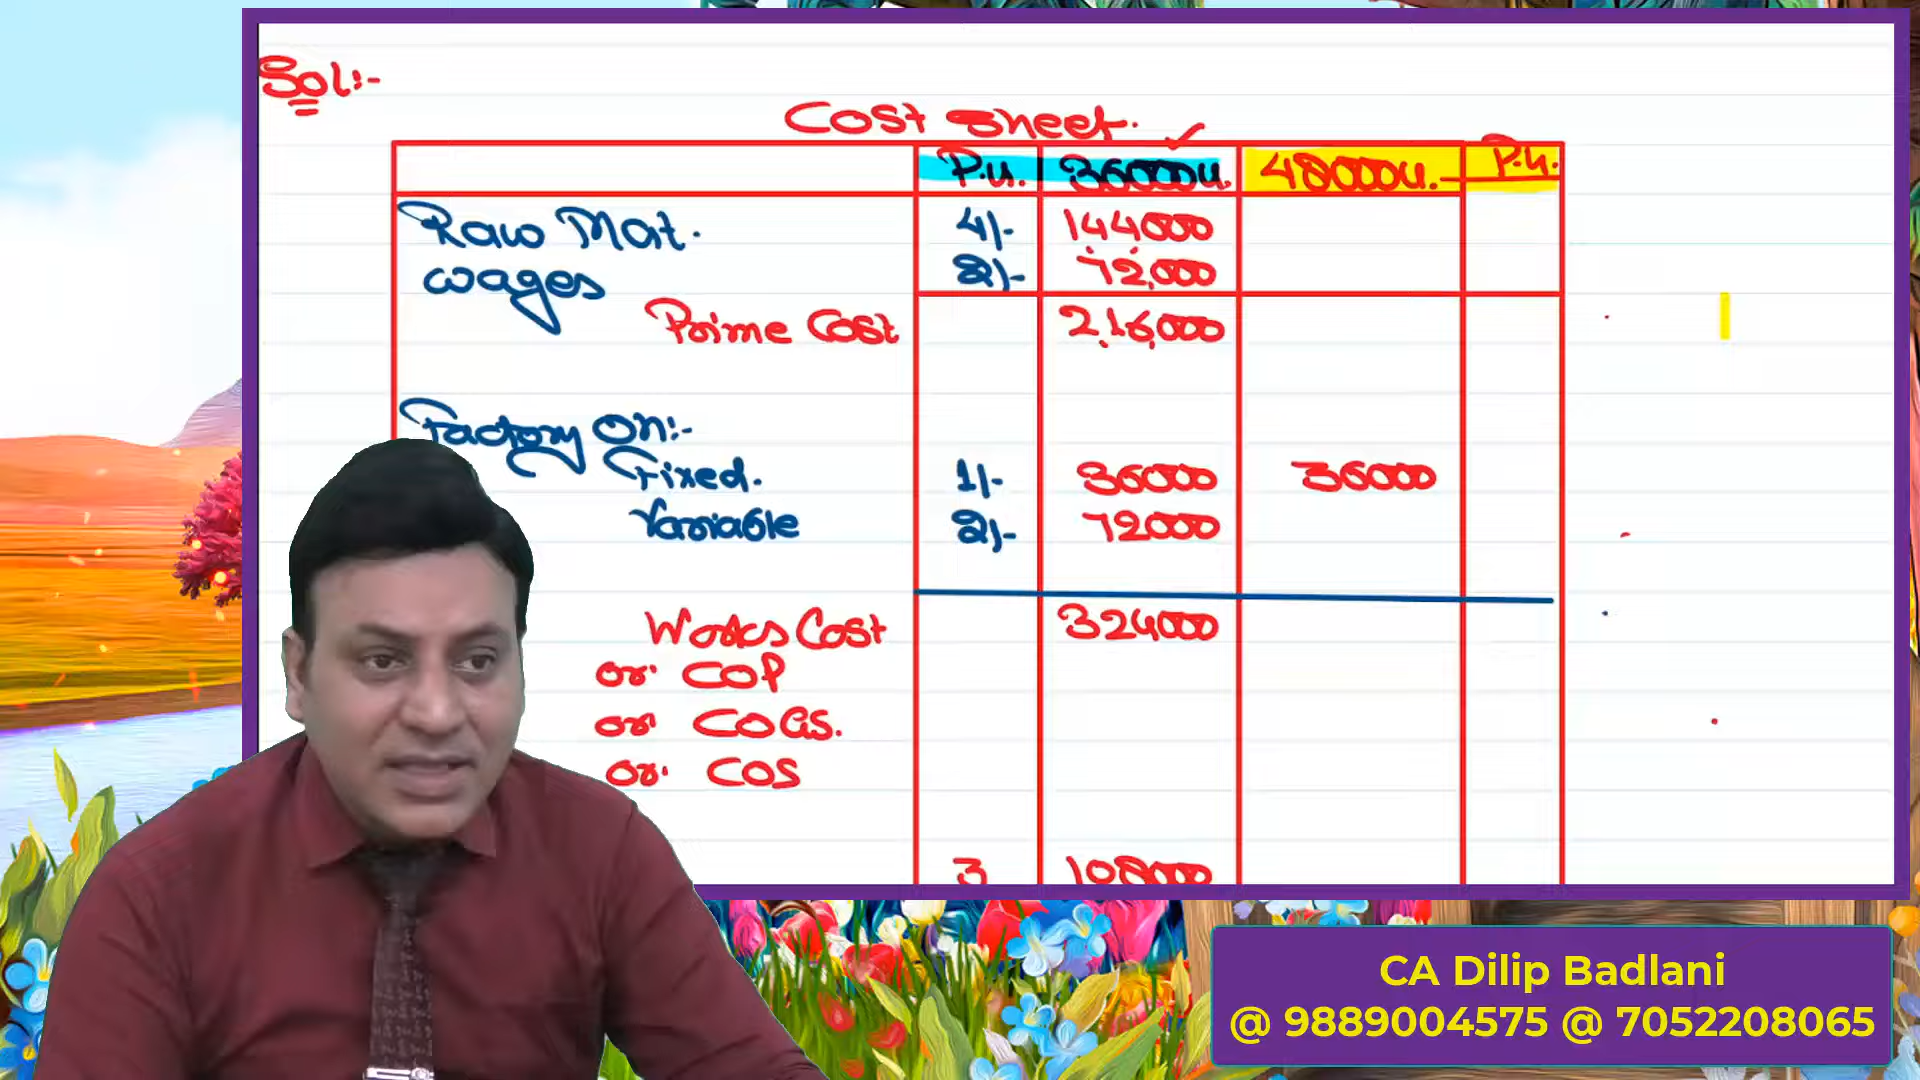 Sol:-
Cost Sheet.
P.u. 36000u. 48000u. P.u.
Raw Mat. 4/- 144000
Wages 2/- 72,000
Prime Cost 2,16,000
Factory OH:-
Fixed. 1/- 36000 36000
Variable 2/- 72000
Works Cost 324000
or COP
or COGS.
or COS
3 108000
CA Dilip Badlani
@ 9889004575 @ 7052208065